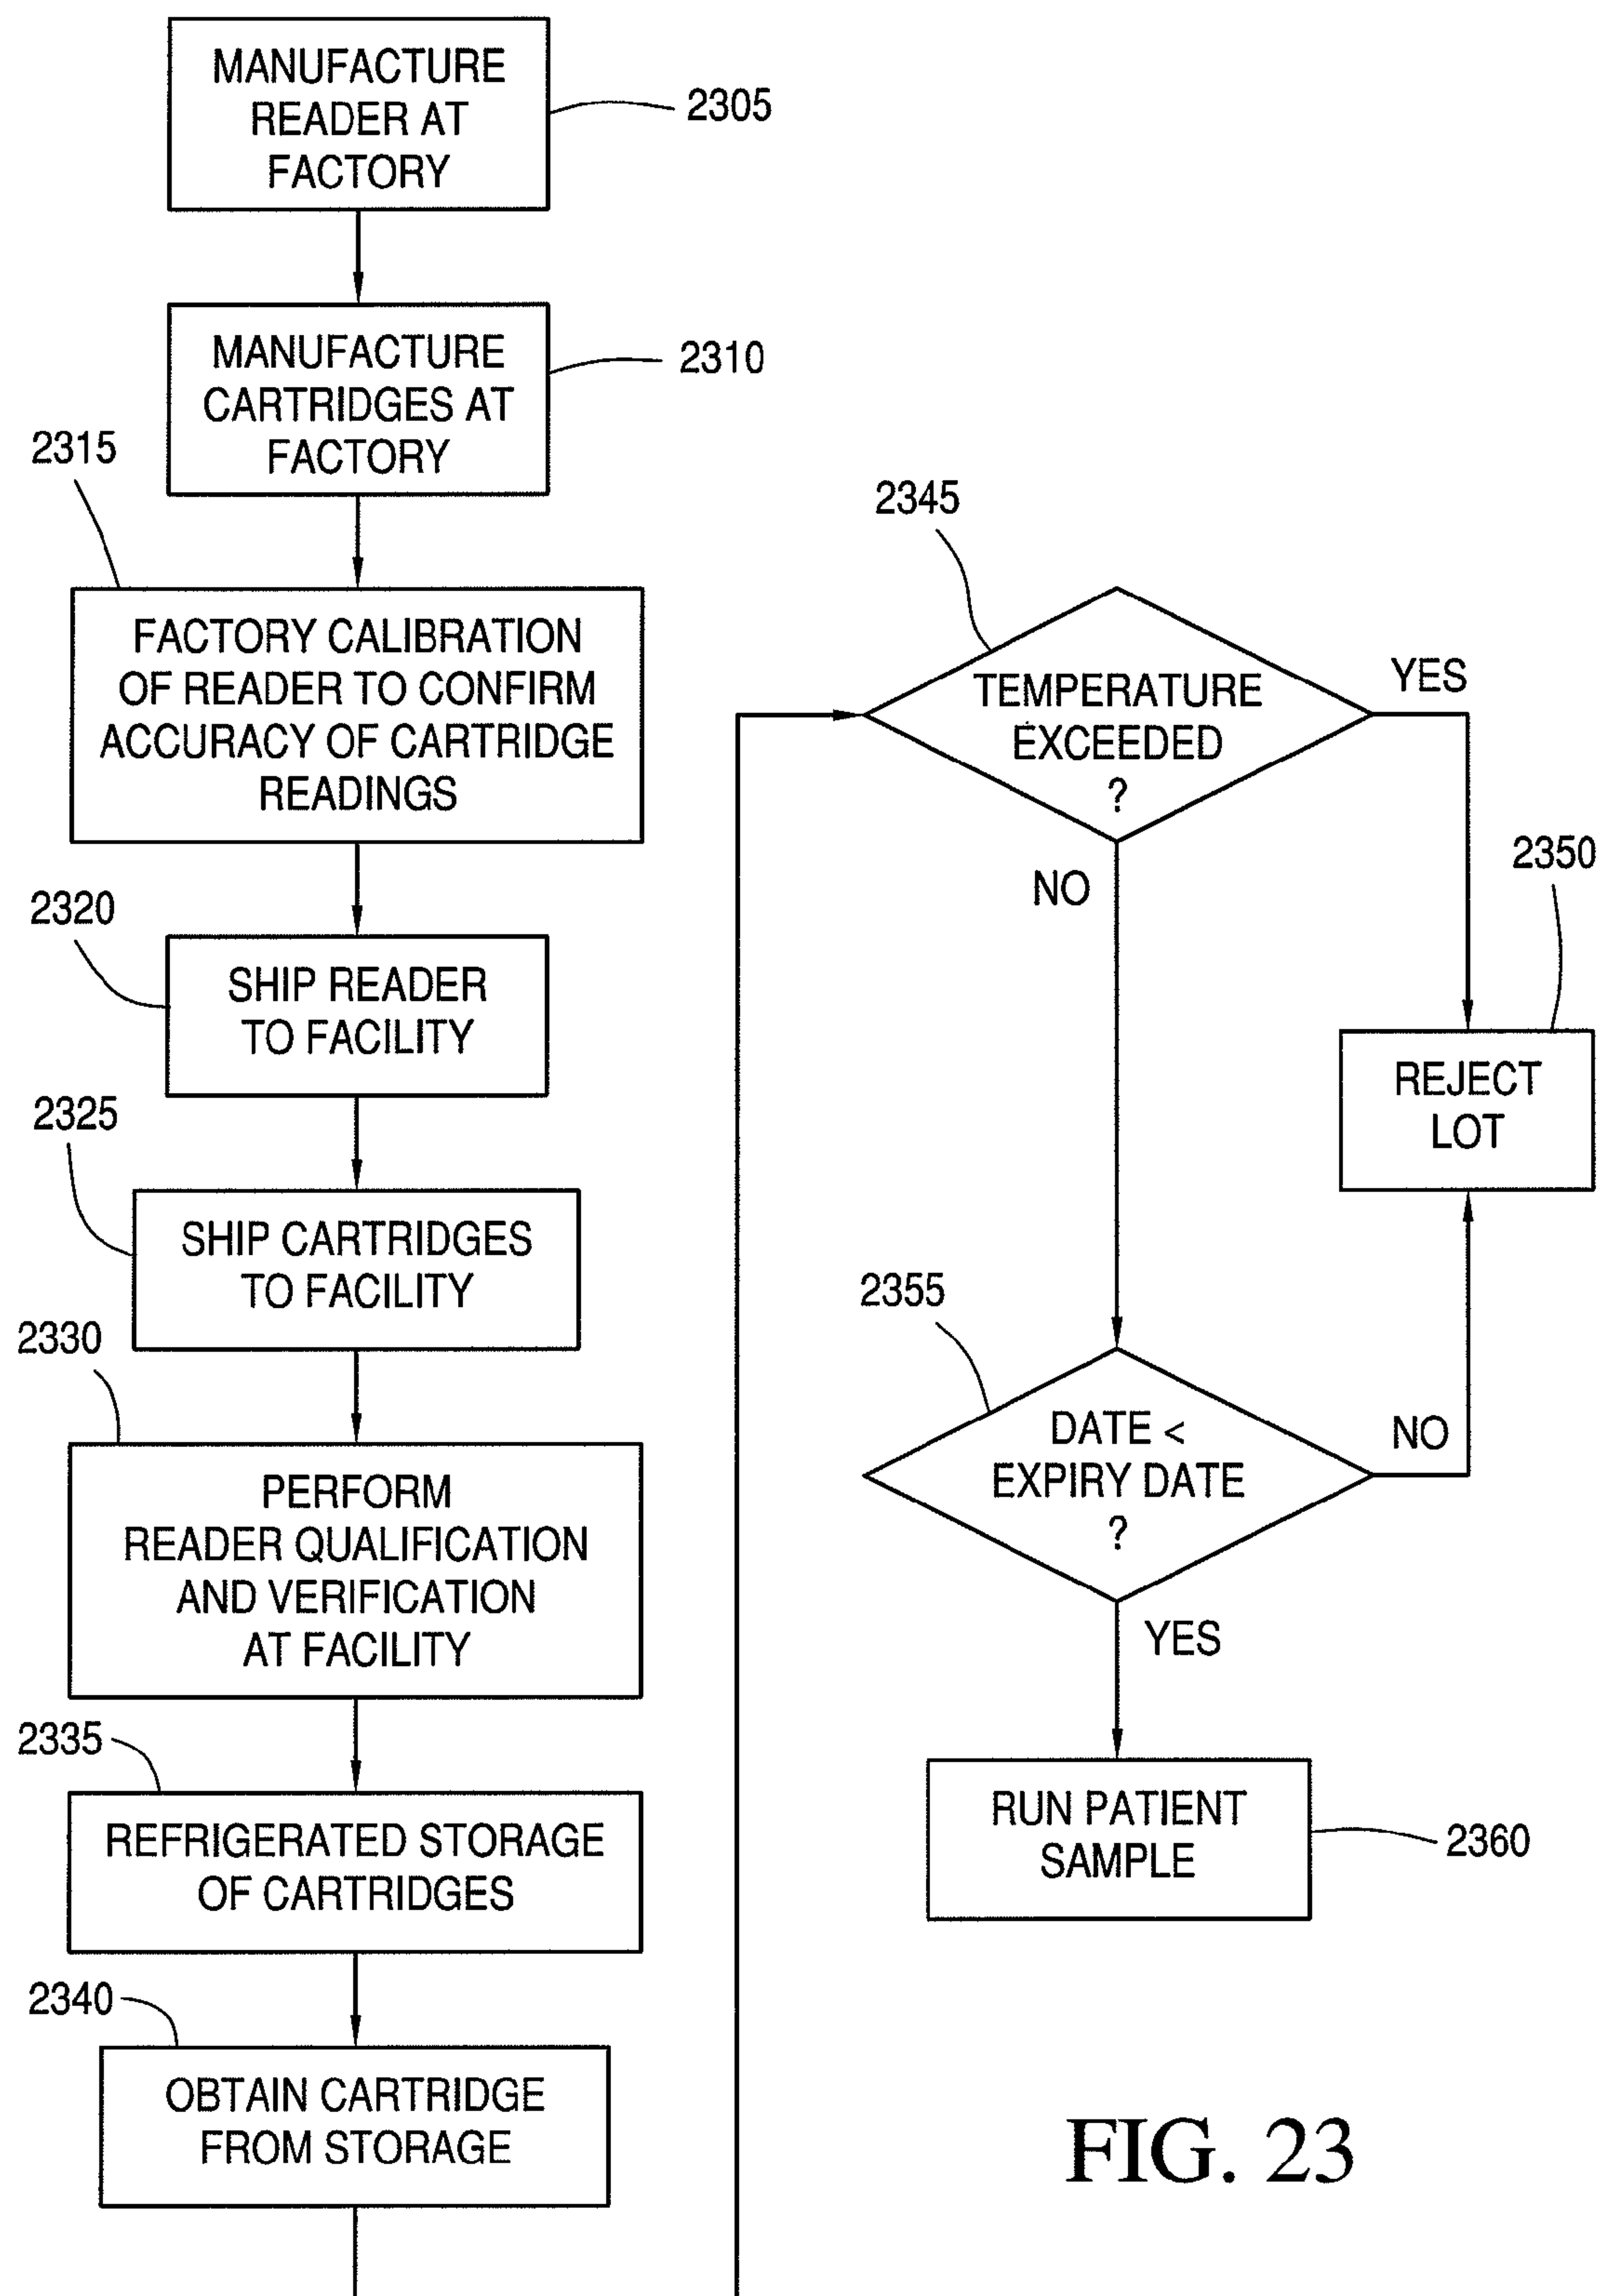 MANUFACTURE
READER AT
FACTORY
2305
MANUFACTURE
CARTRIDGES AT
FACTORY
2310
2315
FACTORY CALIBRATION
OF READER TO CONFIRM
ACCURACY OF CARTRIDGE
READINGS
2320
SHIP READER
TO FACILITY
2325
SHIP CARTRIDGES
TO FACILITY
2330
PERFORM
READER QUALIFICATION
AND VERIFICATION
AT FACILITY
2335
REFRIGERATED STORAGE
OF CARTRIDGES
2340
OBTAIN CARTRIDGE
FROM STORAGE
2345
TEMPERATURE
EXCEEDED
?
YES
NO
2350
REJECT
LOT
2355
DATE <
EXPIRY DATE
?
NO
YES
RUN PATIENT
SAMPLE
2360
FIG. 23